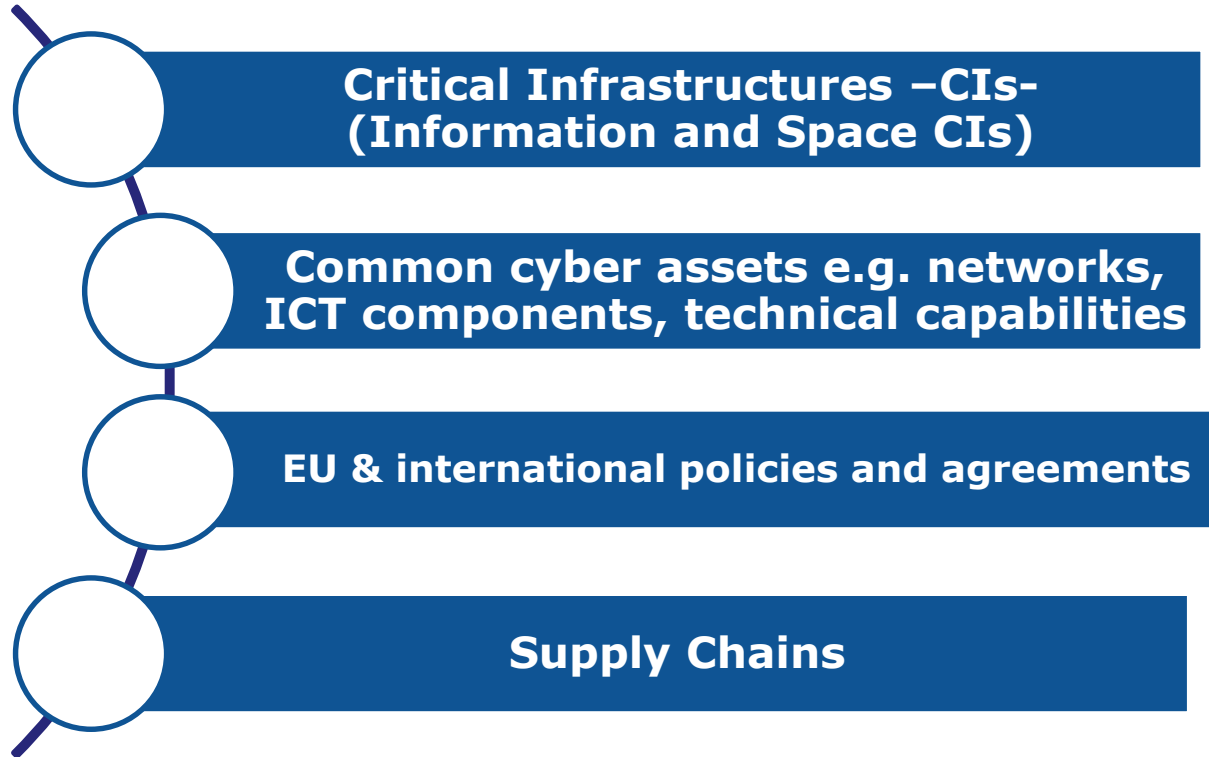 Critical Infrastructures –CIs-
(Information and Space CIs)
Common cyber assets e.g. networks,
ICT components, technical capabilities
EU & international policies and agreements
Supply Chains